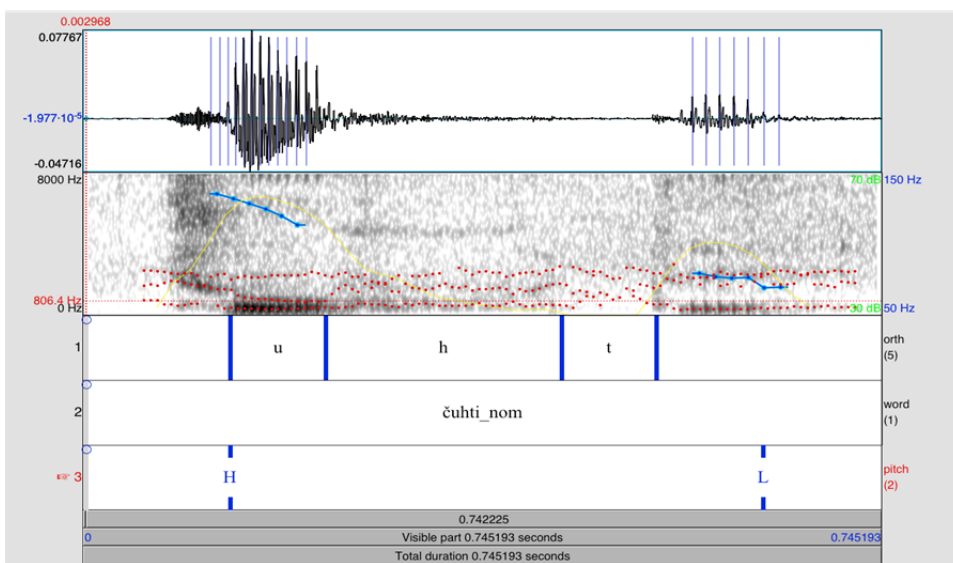 0.002968
0.07767
-1.977·10⁻⁵
-0.04716
8000 Hz 70 dB 150 Hz
806.4 Hz
0 Hz 30 dB 50 Hz
1 u h t orth (5)
2 čuhti_nom word (1)
☞ 3 H L pitch (2)
0.742225
0 Visible part 0.745193 seconds 0.745193
Total duration 0.745193 seconds